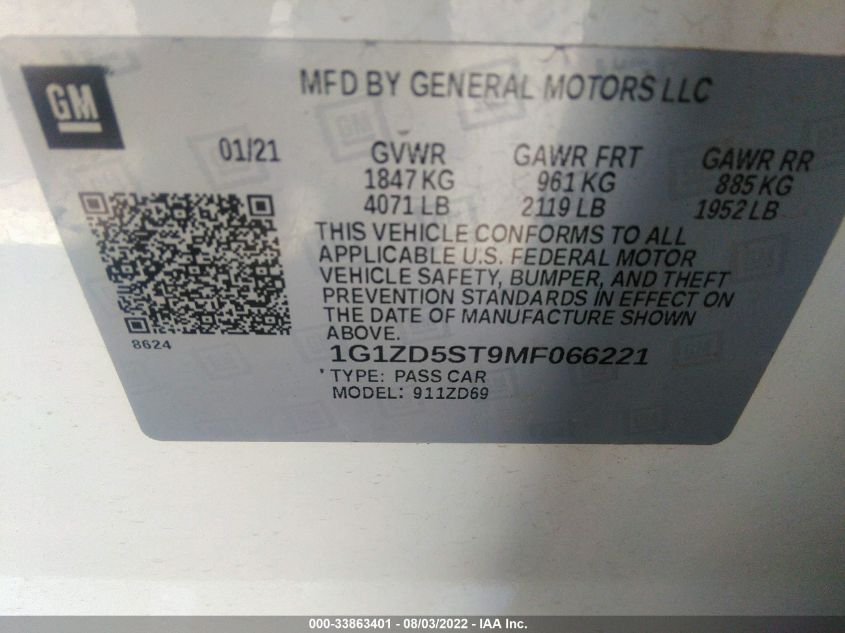 GM
MFD BY GENERAL MOTORS LLC
01/21 GVWR GAWR FRT GAWR RR
1847 KG 961 KG 885 KG
4071 LB 2119 LB 1952 LB
THIS VEHICLE CONFORMS TO ALL
APPLICABLE U.S. FEDERAL MOTOR
VEHICLE SAFETY, BUMPER, AND THEFT
PREVENTION STANDARDS IN EFFECT ON
THE DATE OF MANUFACTURE SHOWN
ABOVE.
8624
1G1ZD5ST9MF066221
TYPE: PASS CAR
MODEL: 911ZD69
000-33863401 - 08/03/2022 - IAA Inc.